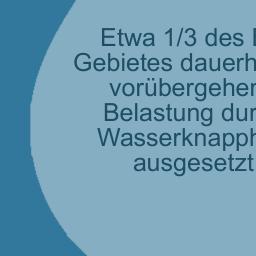 Etwa 1/3 des
Gebietes dauerh
vorübergehen
Belastung dur
Wasserknapph
ausgesetzt